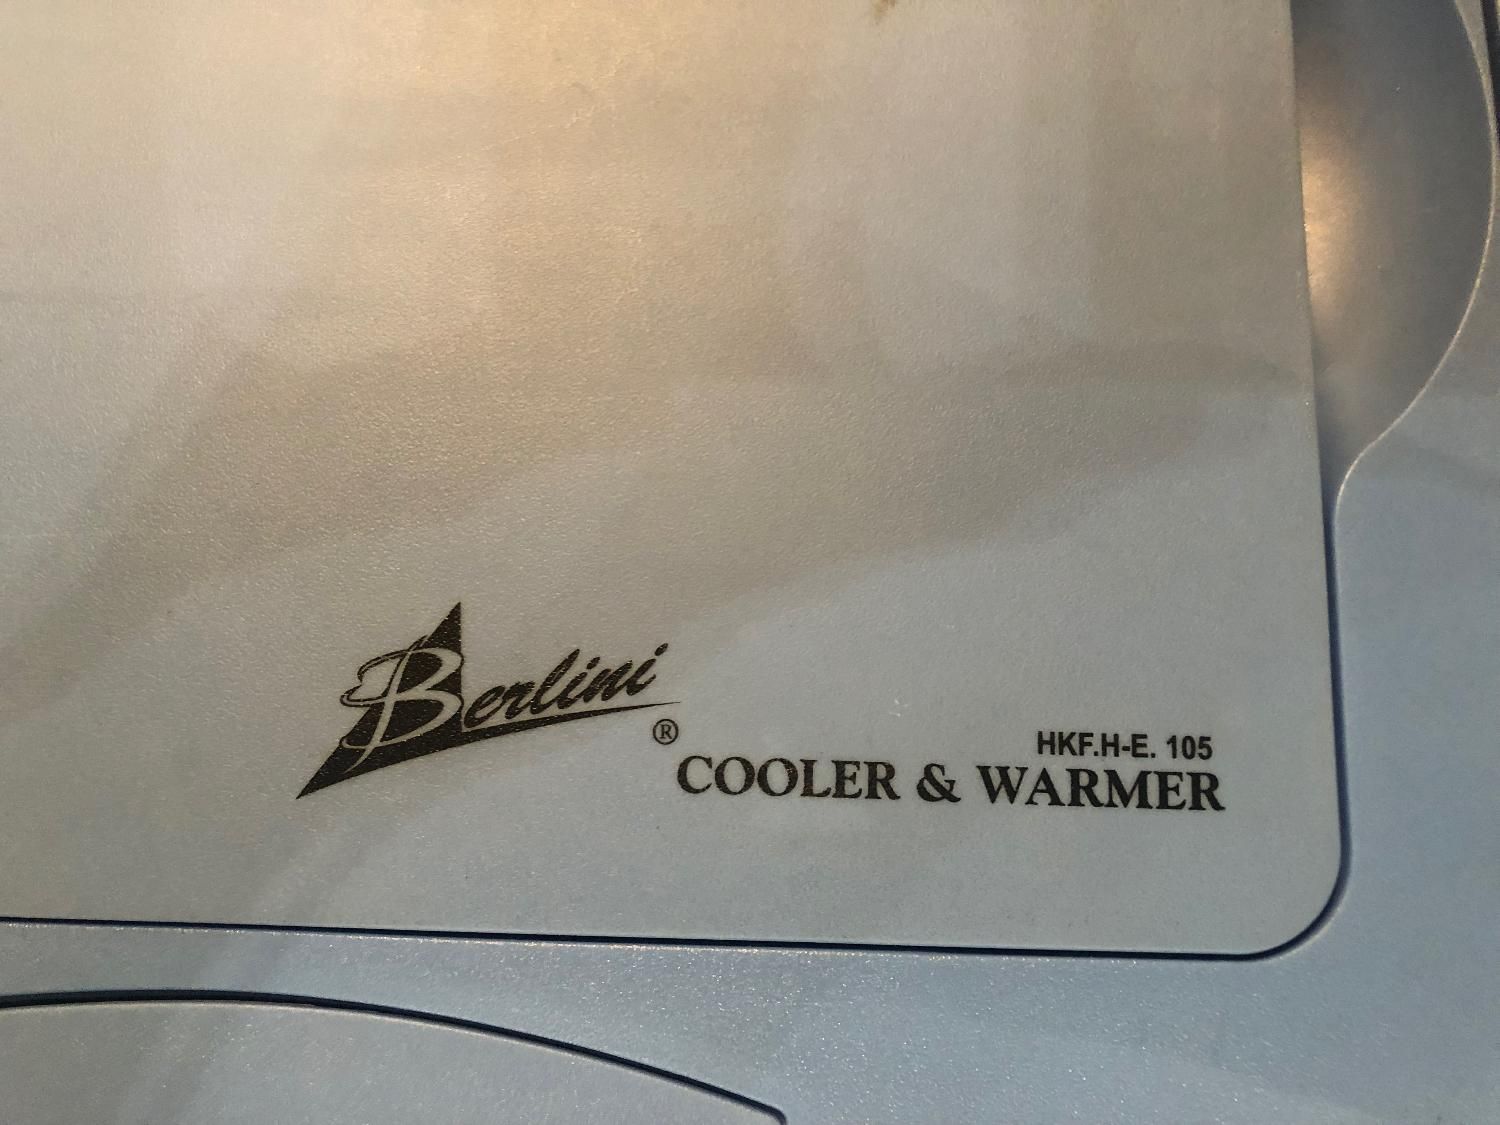 Berlini
®
HKF.H-E. 105
COOLER & WARMER